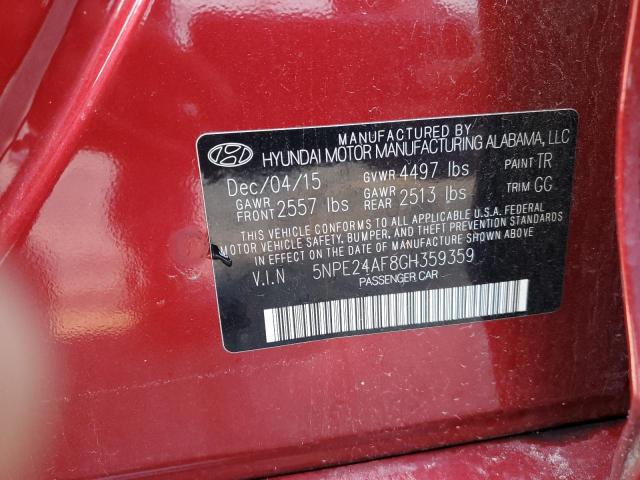 MANUFACTURED BY
HYUNDAI MOTOR MANUFACTURING ALABAMA, LLC
Dec/04/15 GVWR 4497 lbs PAINT TR
GAWR FRONT 2557 lbs GAWR REAR 2513 lbs TRIM GG
THIS VEHICLE CONFORMS TO ALL APPLICABLE U.S.A. FEDERAL
MOTOR VEHICLE SAFETY, BUMPER, AND THEFT PREVENTION STANDARDS
IN EFFECT ON THE DATE OF MANUFACTURE SHOWN ABOVE.
V.I.N 5NPE24AF8GH359359
PASSENGER CAR